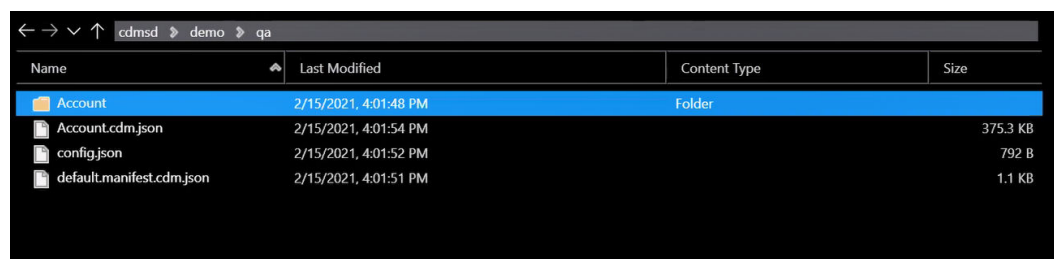 cdmsd demo qa
Name Last Modified Content Type Size
Account 2/15/2021, 4:01:48 PM Folder
Account.cdm.json 2/15/2021, 4:01:54 PM 375.3 KB
config.json 2/15/2021, 4:01:52 PM 792 B
default.manifest.cdm.json 2/15/2021, 4:01:51 PM 1.1 KB